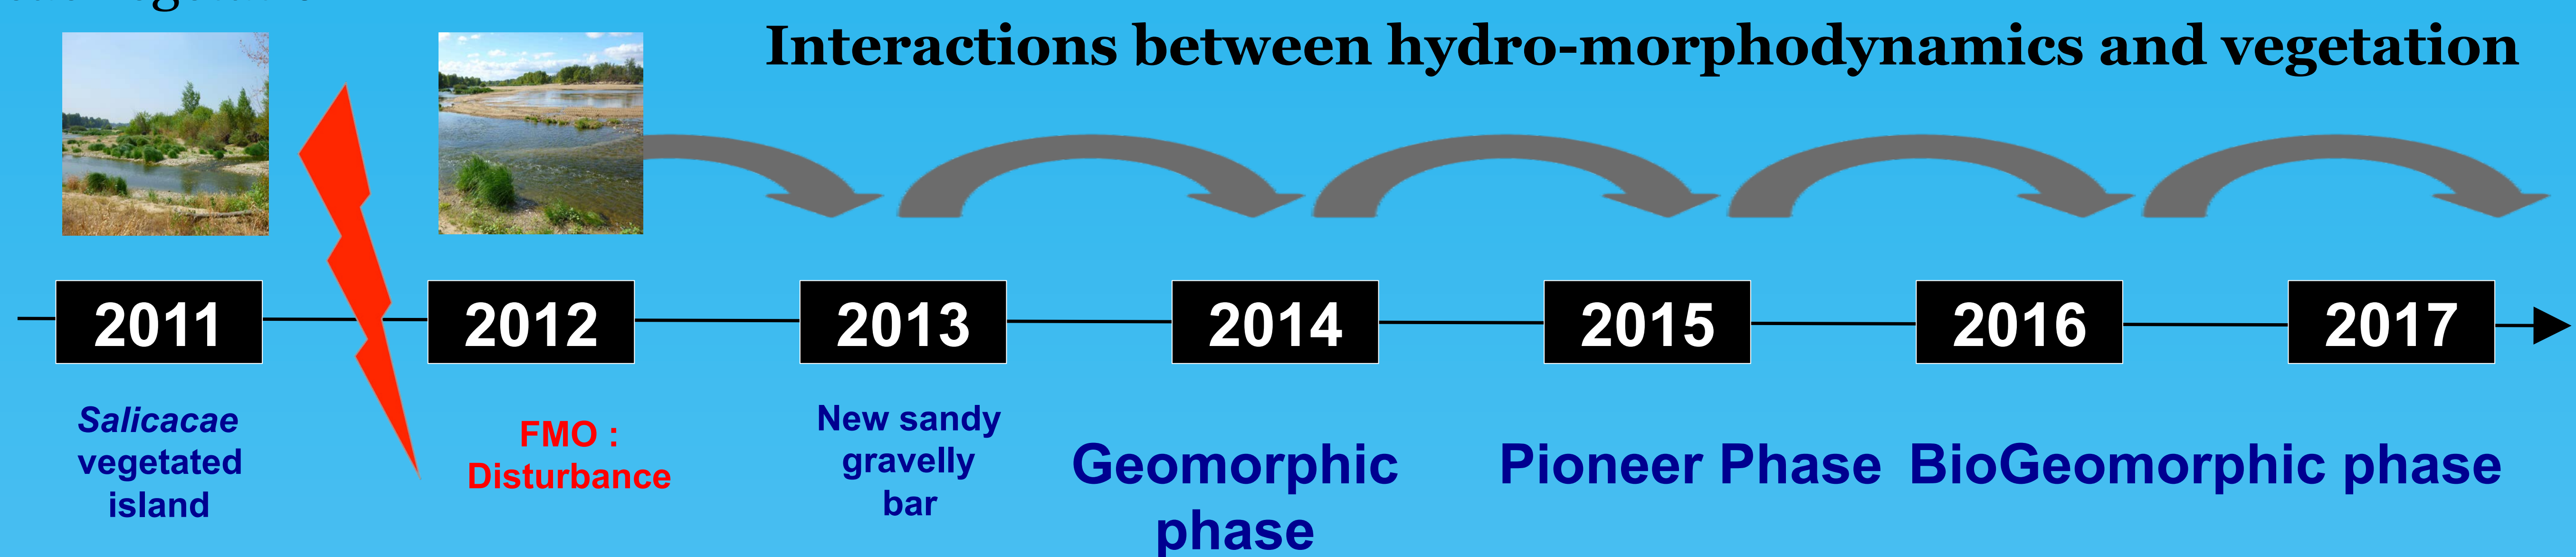 Interactions between hydro-morphodynamics and vegetation
2011
2012
2013
2014
2015
2016
2017
Salicacae
vegetated
island
FMO :
Disturbance
New sandy
gravelly
bar
Geomorphic
phase
Pioneer Phase
BioGeomorphic phase